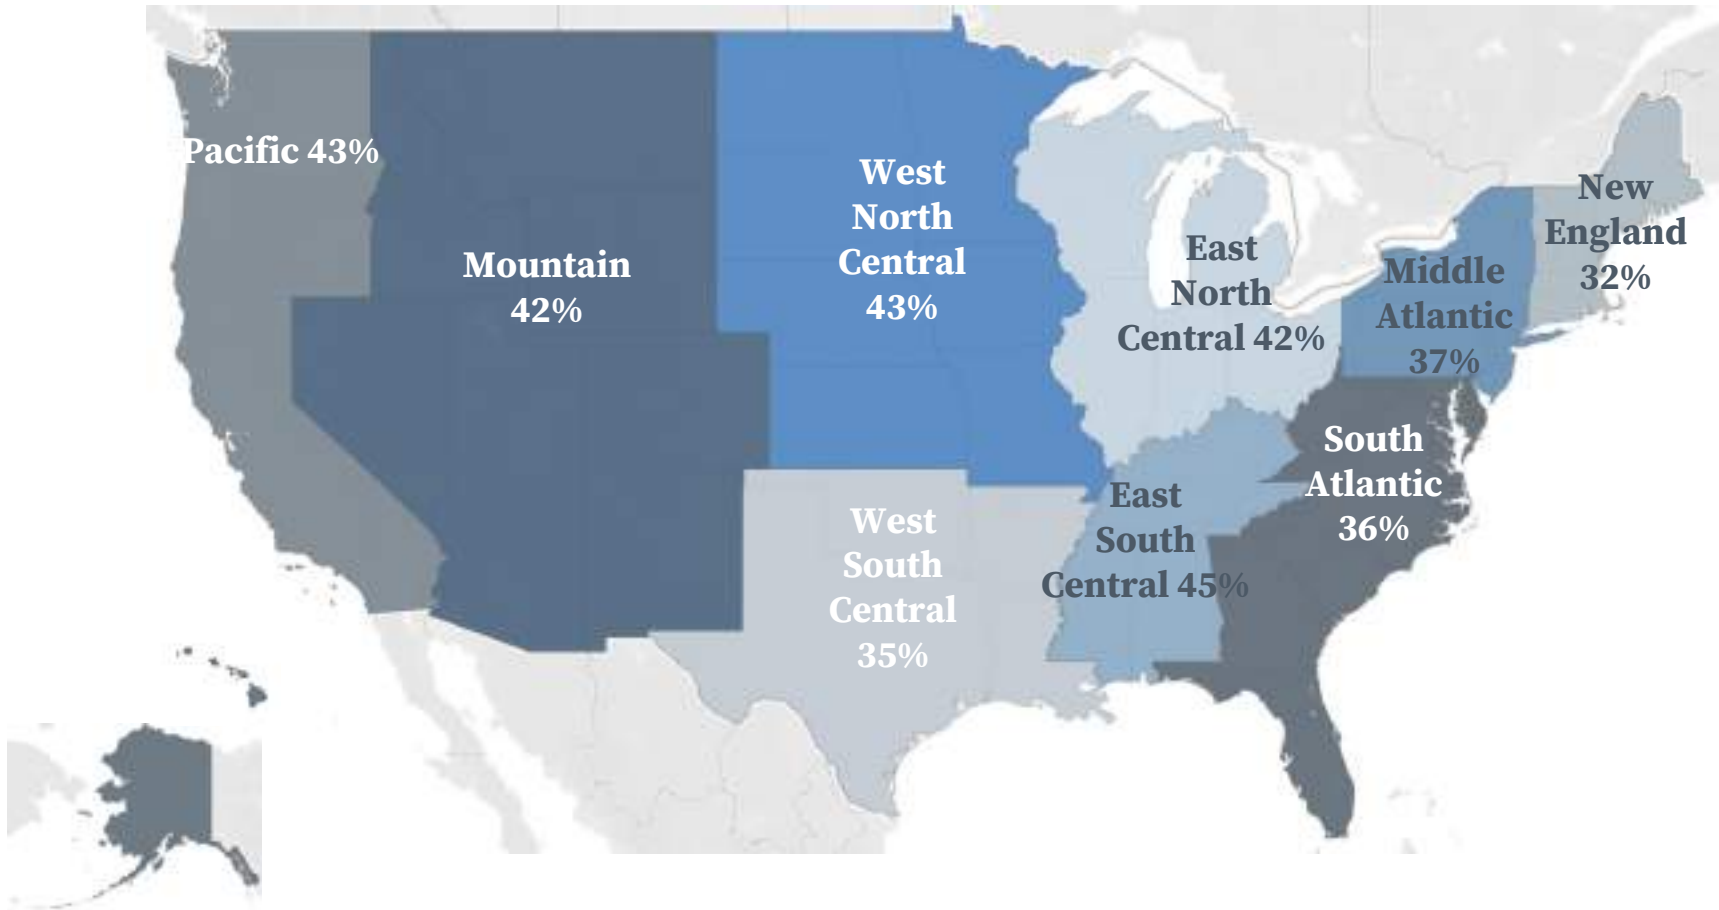 Pacific 43%
Mountain
42%
West
North
Central
43%
East
North
Central 42%
New
England
32%
Middle
Atlantic
37%
South
Atlantic
36%
West
South
Central
35%
East
South
Central 45%